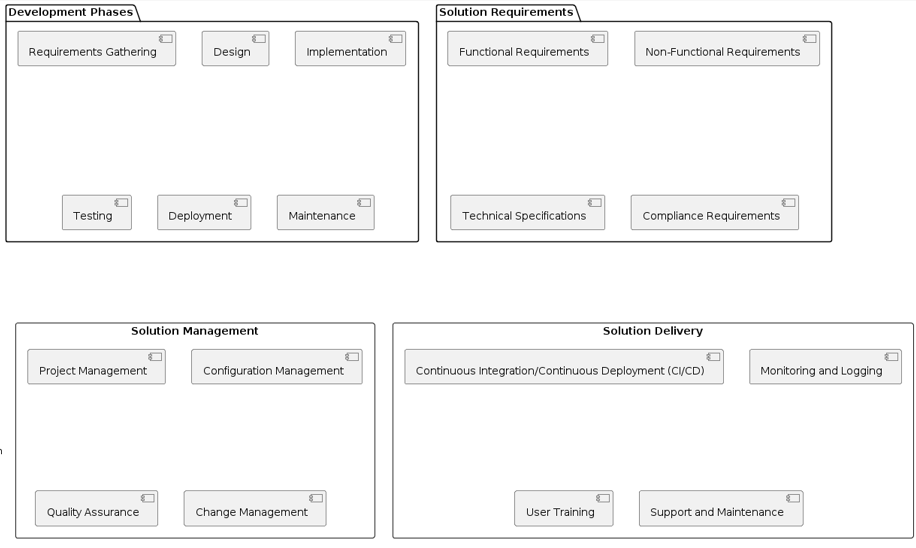 Development Phases
Requirements Gathering
Design
Implementation
Testing
Deployment
Maintenance
Solution Requirements
Functional Requirements
Non-Functional Requirements
Technical Specifications
Compliance Requirements
Solution Management
Project Management
Configuration Management
Quality Assurance
Change Management
Solution Delivery
Continuous Integration/Continuous Deployment (CI/CD)
Monitoring and Logging
User Training
Support and Maintenance